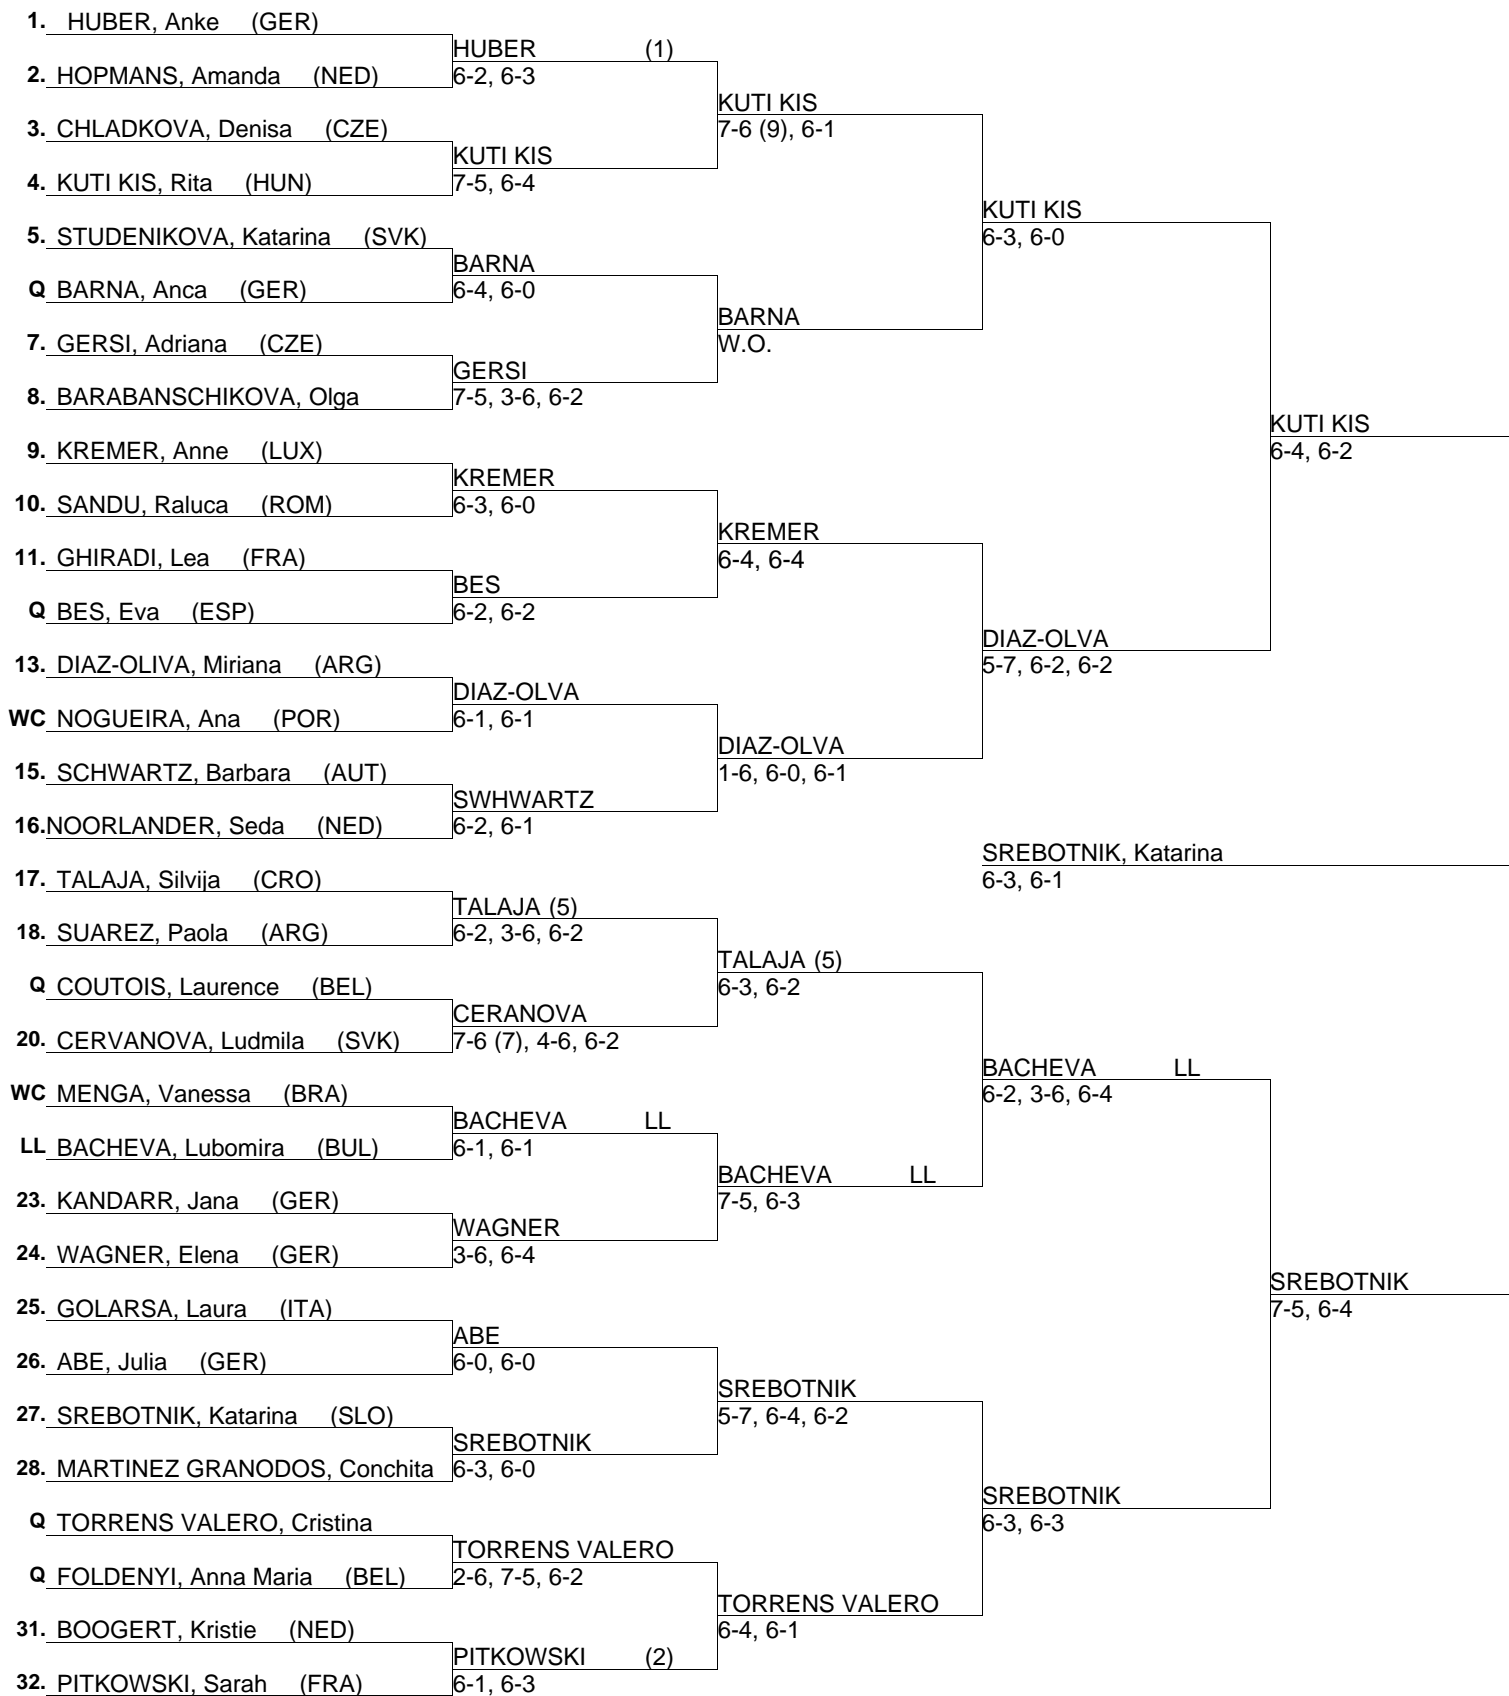 1. HUBER, Anke (GER)
HUBER (1)
2. HOPMANS, Amanda (NED) 6-2, 6-3
KUTI KIS
3. CHLADKOVA, Denisa (CZE) 7-6 (9), 6-1
KUTI KIS
4. KUTI KIS, Rita (HUN) 7-5, 6-4
KUTI KIS
5. STUDENIKOVA, Katarina (SVK) 6-3, 6-0
BARNA
Q BARNA, Anca (GER) 6-4, 6-0
BARNA
7. GERSI, Adriana (CZE) W.O.
GERSI
8. BARABANSCHIKOVA, Olga 7-5, 3-6, 6-2
KUTI KIS
9. KREMER, Anne (LUX) 6-4, 6-2
KREMER
10. SANDU, Raluca (ROM) 6-3, 6-0
KREMER
11. GHIRADI, Lea (FRA) 6-4, 6-4
BES
Q BES, Eva (ESP) 6-2, 6-2
DIAZ-OLVA
13. DIAZ-OLIVA, Miriana (ARG) 5-7, 6-2, 6-2
DIAZ-OLVA
WC NOGUEIRA, Ana (POR) 6-1, 6-1
DIAZ-OLVA
15. SCHWARTZ, Barbara (AUT) 1-6, 6-0, 6-1
SWHWARTZ
16. NOORLANDER, Seda (NED) 6-2, 6-1
SREBOTNIK, Katarina
17. TALAJA, Silvija (CRO) 6-3, 6-1
TALAJA (5)
18. SUAREZ, Paola (ARG) 6-2, 3-6, 6-2
TALAJA (5)
Q COUTOIS, Laurence (BEL) 6-3, 6-2
CERANOVA
20. CERVANOVA, Ludmila (SVK) 7-6 (7), 4-6, 6-2
BACHEVA LL
WC MENGA, Vanessa (BRA) 6-2, 3-6, 6-4
BACHEVA LL
LL BACHEVA, Lubomira (BUL) 6-1, 6-1
BACHEVA LL
23. KANDARR, Jana (GER) 7-5, 6-3
WAGNER
24. WAGNER, Elena (GER) 3-6, 6-4
SREBOTNIK
25. GOLARSA, Laura (ITA) 7-5, 6-4
ABE
26. ABE, Julia (GER) 6-0, 6-0
SREBOTNIK
27. SREBOTNIK, Katarina (SLO) 5-7, 6-4, 6-2
SREBOTNIK
28. MARTINEZ GRANODOS, Conchita 6-3, 6-0
SREBOTNIK
Q TORRENS VALERO, Cristina 6-3, 6-3
TORRENS VALERO
Q FOLDENYI, Anna Maria (BEL) 2-6, 7-5, 6-2
TORRENS VALERO
31. BOOGERT, Kristie (NED) 6-4, 6-1
PITKOWSKI (2)
32. PITKOWSKI, Sarah (FRA) 6-1, 6-3